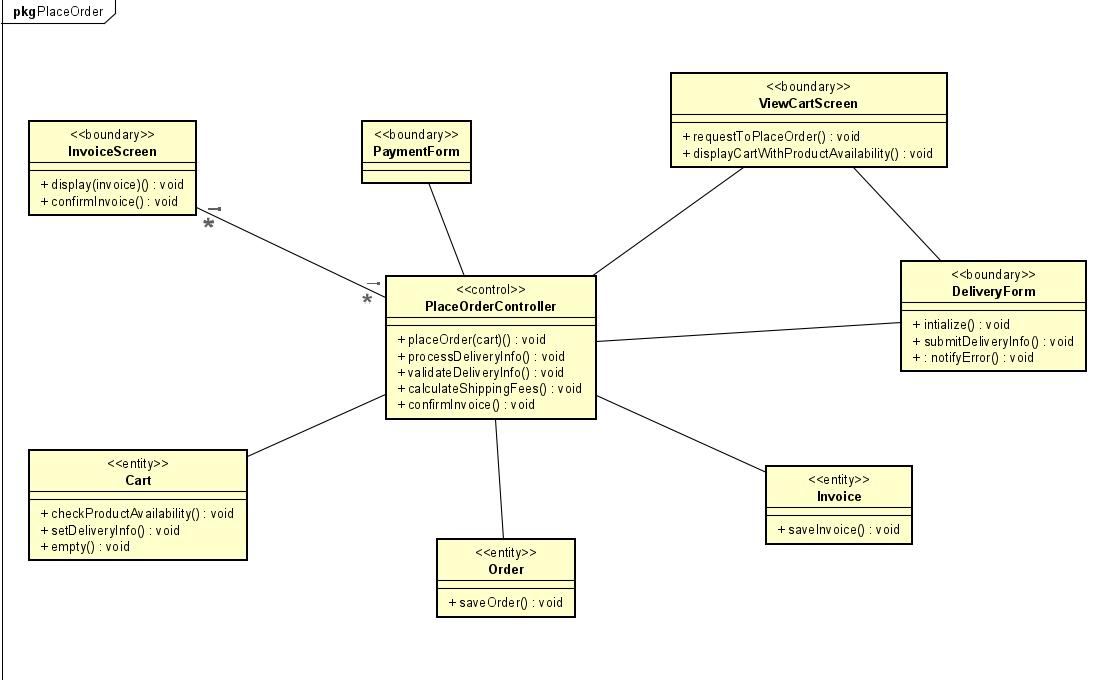 pkg PlaceOrder
<<boundary>>
ViewCartScreen
+ requestToPlaceOrder() : void
+ displayCartWithProductAvailability() : void
<<boundary>>
InvoiceScreen
+ display(invoice)() : void
+ confirmInvoice() : void
<<boundary>>
PaymentForm
*
*
<<boundary>>
DeliveryForm
+ intialize() : void
+ submitDeliveryInfo() : void
+ : notifyError() : void
<<control>>
PlaceOrderController
+ placeOrder(cart)() : void
+ processDeliveryInfo() : void
+ validateDeliveryInfo() : void
+ calculateShippingFees() : void
+ confirmInvoice() : void
<<entity>>
Cart
+ checkProductAvailability() : void
+ setDeliveryInfo() : void
+ empty() : void
<<entity>>
Invoice
+ saveInvoice() : void
<<entity>>
Order
+ saveOrder() : void